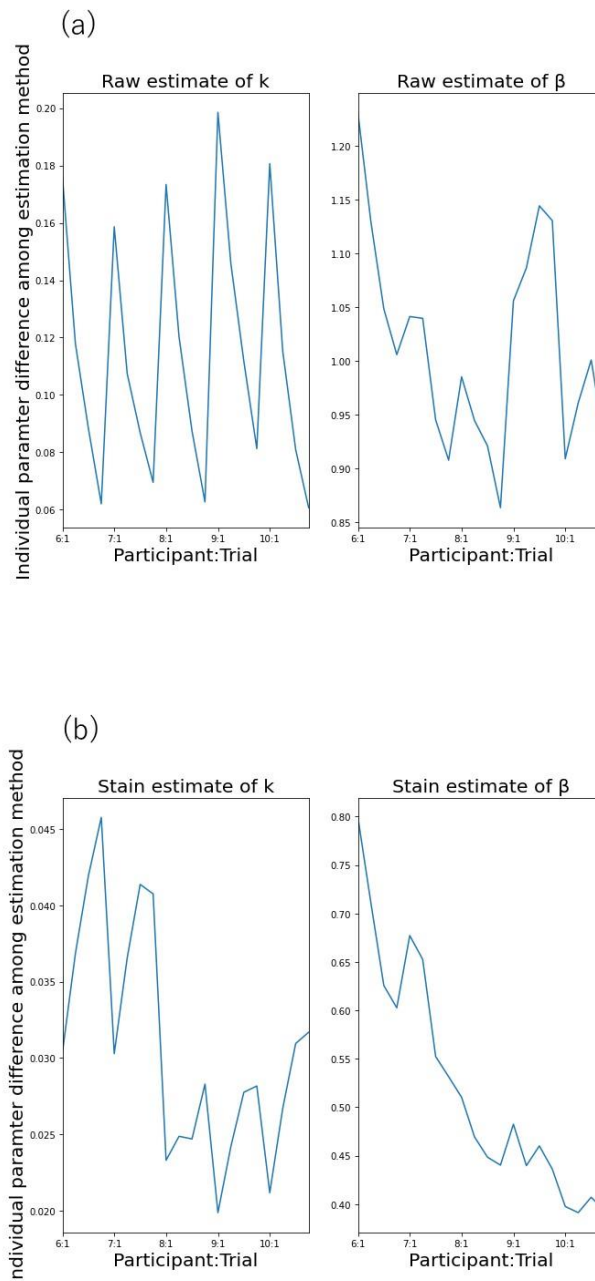 (a)
Raw estimate of k
Raw estimate of β
Individual paramter difference among estimation method
0.20
0.18
0.16
0.14
0.12
0.10
0.08
0.06
6:1 7:1 8:1 9:1 10:1
Participant:Trial
1.20
1.15
1.10
1.05
1.00
0.95
0.90
0.85
6:1 7:1 8:1 9:1 10:1
Participant:Trial
(b)
Stain estimate of k
Stain estimate of β
ndividual paramter difference among estimation method
0.045
0.040
0.035
0.030
0.025
0.020
6:1 7:1 8:1 9:1 10:1
Participant:Trial
0.80
0.75
0.70
0.65
0.60
0.55
0.50
0.45
0.40
6:1 7:1 8:1 9:1 10:1
Participant:Trial